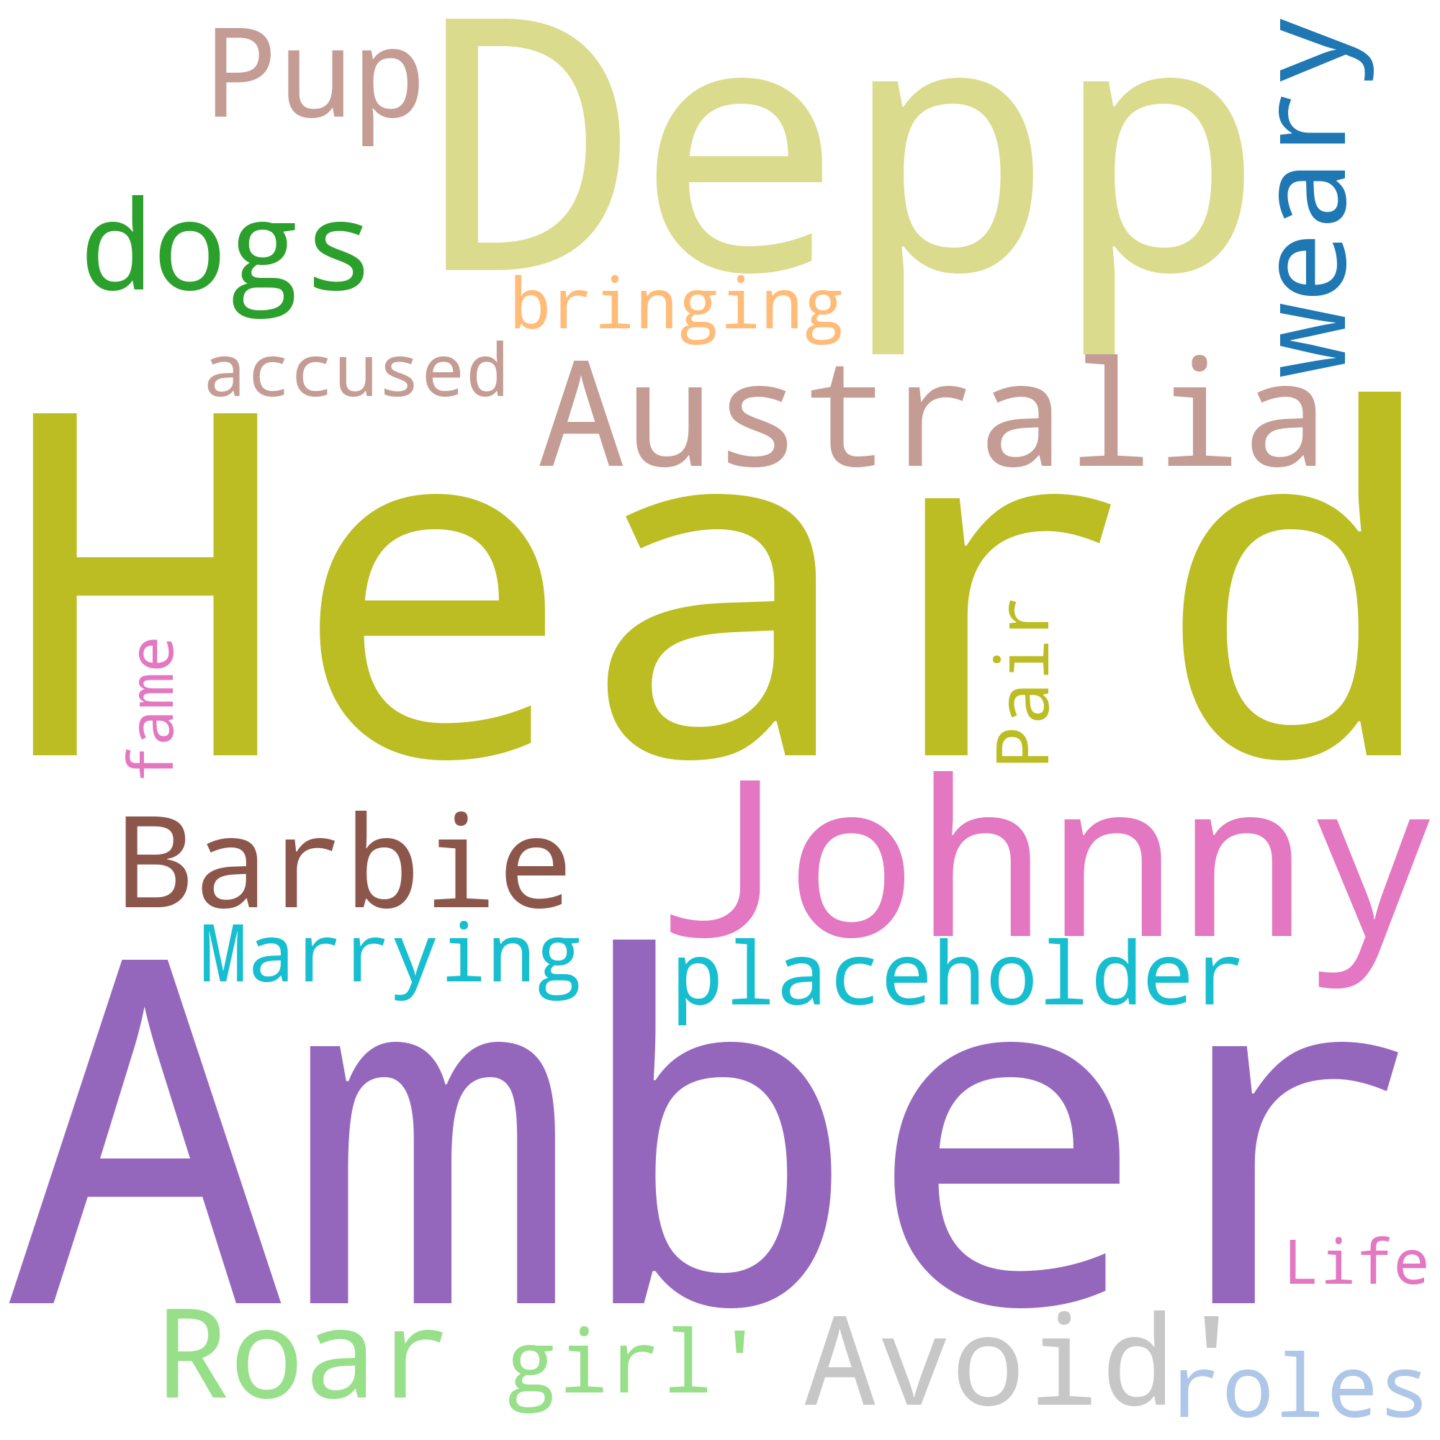 Pup
Depp
weary
dogs
bringing
accused
Australia
Heard
fame
Pair
Johnny
Barbie
Marrying
placeholder
Amber
Life
Roar
girl'
Avoid'
roles